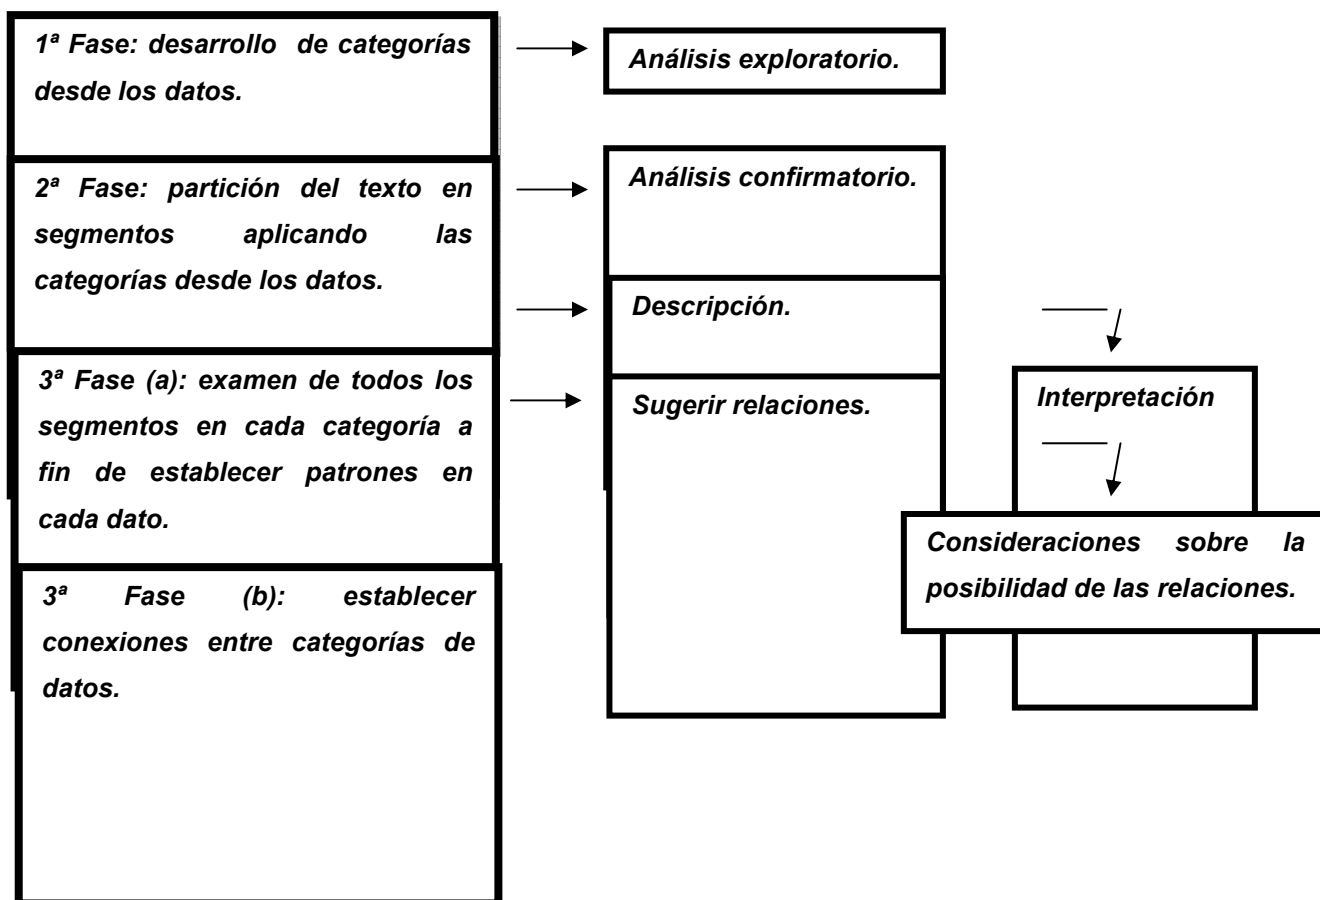 1ª Fase: desarrollo de categorías
desde los datos.
Análisis exploratorio.
2ª Fase: partición del texto en
segmentos aplicando las
categorías desde los datos.
Análisis confirmatorio.
Descripción.
3ª Fase (a): examen de todos los
segmentos en cada categoría a
fin de establecer patrones en
cada dato.
Sugerir relaciones.
Interpretación
Consideraciones sobre la
posibilidad de las relaciones.
3ª Fase (b): establecer
conexiones entre categorías de
datos.